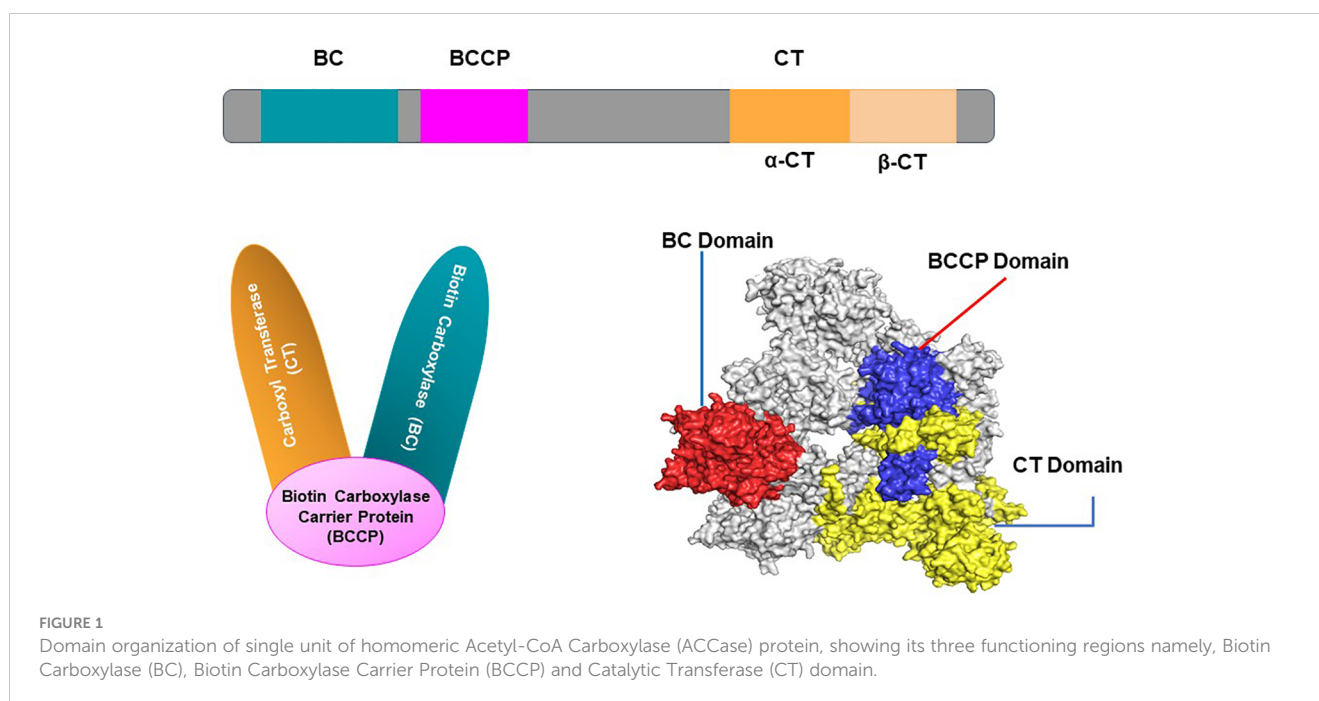 BC
BCCP
CT
α-CT
β-CT
Carboxyl Transferase
(CT)
Biotin Carboxylase (BC)
Biotin Carboxylase
Carrier Protein
(BCCP)
BC Domain
BCCP Domain
CT Domain
FIGURE 1
Domain organization of single unit of homomeric Acetyl-CoA Carboxylase (ACCase) protein, showing its three functioning regions namely, Biotin
Carboxylase (BC), Biotin Carboxylase Carrier Protein (BCCP) and Catalytic Transferase (CT) domain.